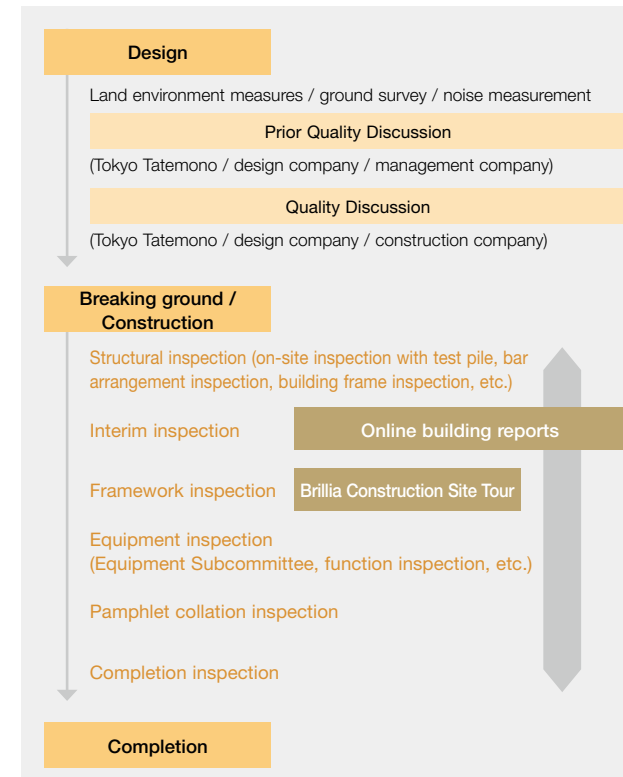 Design
Land environment measures / ground survey / noise measurement
Prior Quality Discussion
(Tokyo Tatemono / design company / management company)
Quality Discussion
(Tokyo Tatemono / design company / construction company)
Breaking ground /
Construction
Structural inspection (on-site inspection with test pile, bar
arrangement inspection, building frame inspection, etc.)
Interim inspection
Online building reports
Framework inspection
Brillia Construction Site Tour
Equipment inspection
(Equipment Subcommittee, function inspection, etc.)
Pamphlet collation inspection
Completion inspection
Completion